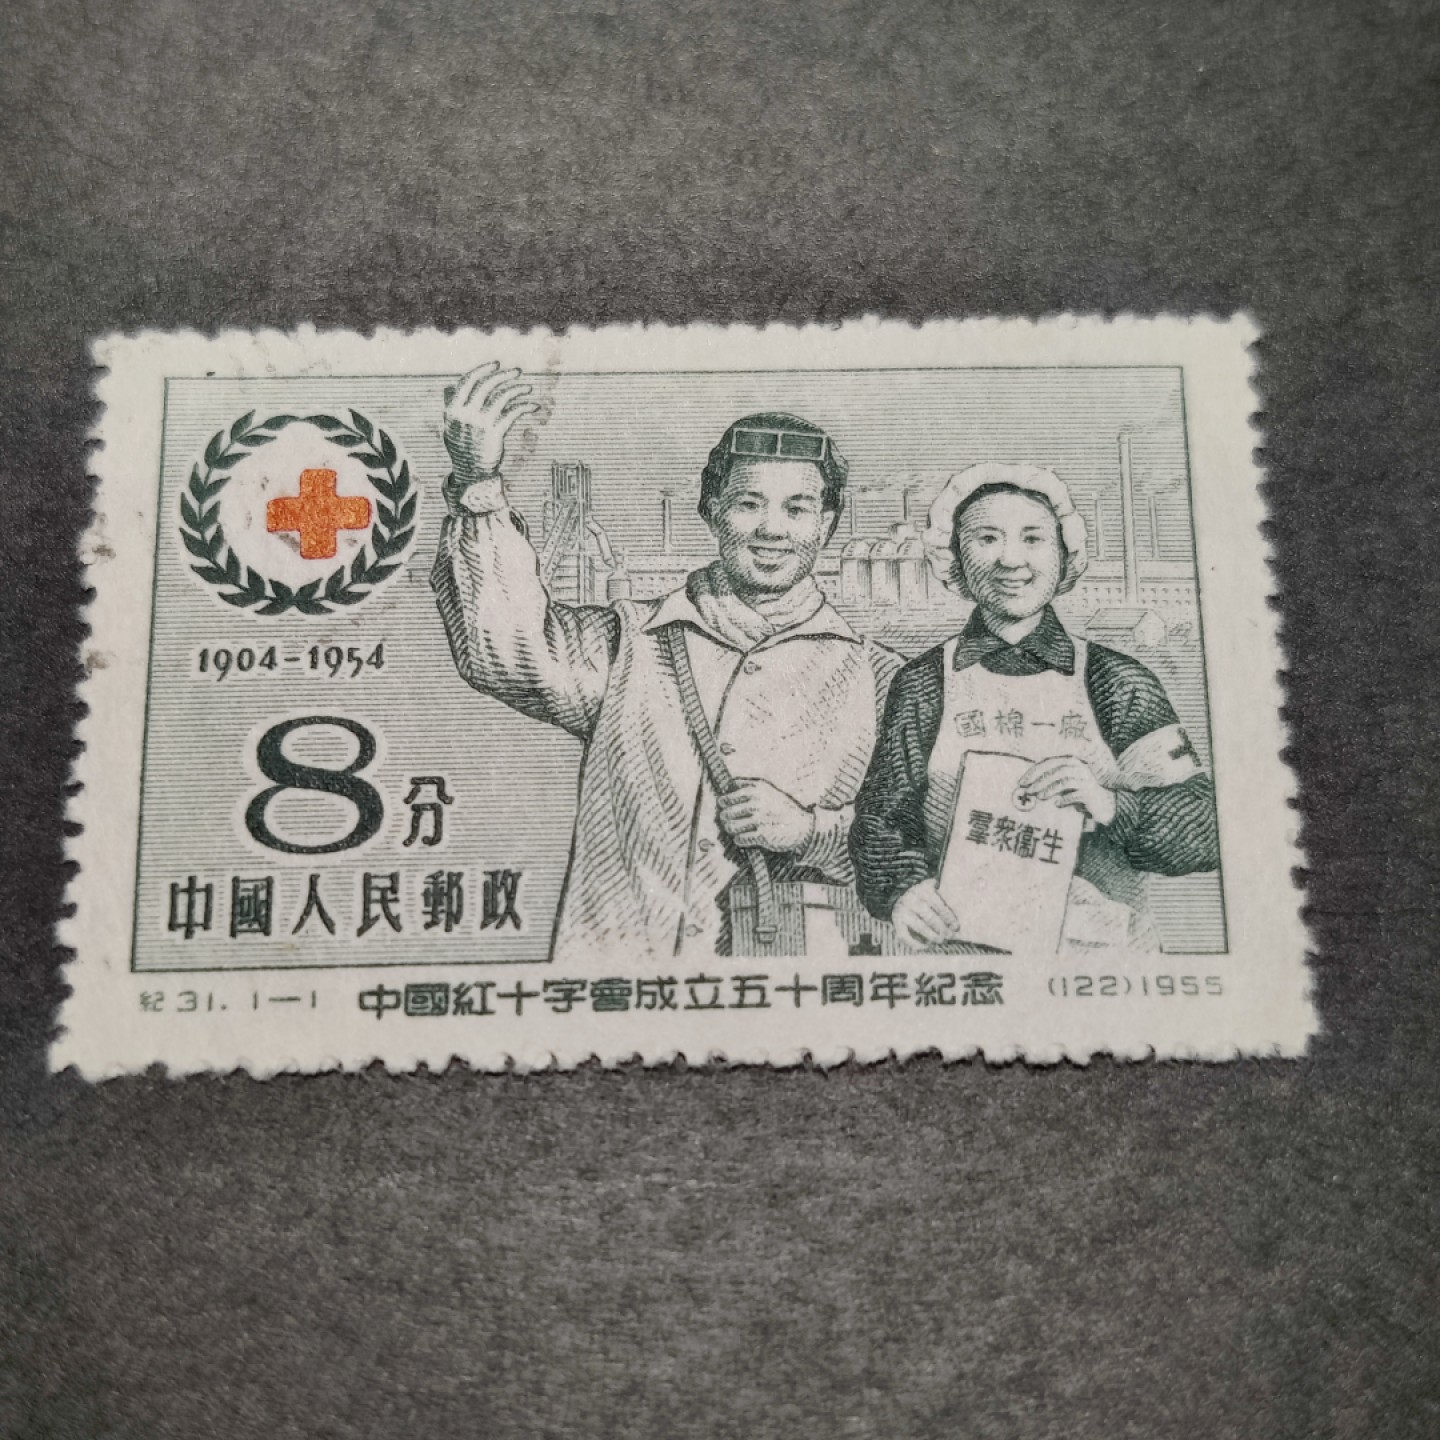 1904-1954
8分
中國人民郵政
國棉一廠
羣衆衞生
紀31.1—1 中國紅十字會成立五十周年紀念 (122)1955